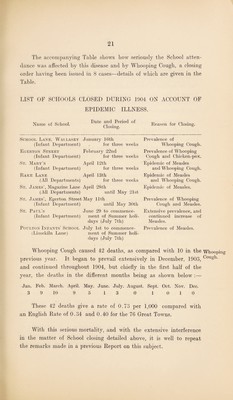 21
The accompanying Table shows how seriously the School atten-
dance was affected by this disease and by Whooping Cough, a closing
order having been issued in 8 cases—details of which are given in the
Table.
LIST OF SCHOOLS CLOSED DURING 1904 ON ACCOUNT OF
EPIDEMIC ILLNESS.
Name of School. Date and Period of Closing. Reason for Closing.
School Lane, Wallasey January 18th Prevalence of
(Infant Department) for three weeks Whooping Cough.
Egerton Street February 22nd Prevalence of Whooping
(Infant Department) for three weeks Cough and Chicken-pox.
St. Mary's April 12th Epidemic of Measles
(Infant Department) for three weeks and Whooping Cough.
Rake Lane April 13th Epidemic of Measles
(All Departments) for three weeks and Whooping Cough.
St. James', Magazine Lane April 28th Epidemic of Measles.
(All Departments) until May 21st
St. James', Egerton Street May 11th Prevalence of Whooping
(Infant Department) until May 30th Cough and Measles.
St. Paul's June 28 to commence- Extensive prevalence, and
(Infant Department) ment of Summer holi- continued increase of
days (July 7th) Measles.
Poulton Infants' School July 1st to commence- Prevalence of Measles.
(Limekiln Lane) ment of Summer holi-
days (July 7th)
Whooping Cough caused 42 deaths, as compared with 10 in the Whooping Cough.
previous year. It began to prevail extensively in December, 1903,
and continued throughout 1904, but chiefly in the first half of the
year, the deaths in the different months being as shown below :—
Jan. Feb. March. April. May. June. July. August. Sept. Oct. Nov. Dec.
3 9 10 9 5 1 3 0 1 0 1 0
These 42 deaths give a rate of 0.73 per 1,000 compared with
an English Rate of 0.34 and 0.40 for the 76 Great Towns.
With this serious mortality, and with the extensive interference
in the matter of School closing detailed above, it is well to repeat
the remarks made in a previous Report on this subject.